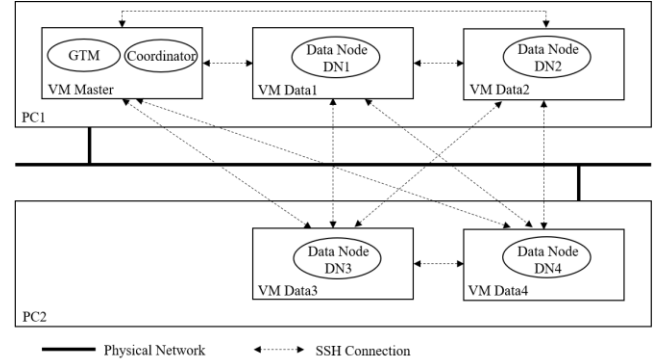 GTM
Coordinator
VM Master
Data Node
DN1
VM Data1
Data Node
DN2
VM Data2
PC1
Data Node
DN3
VM Data3
Data Node
DN4
VM Data4
PC2
Physical Network
SSH Connection